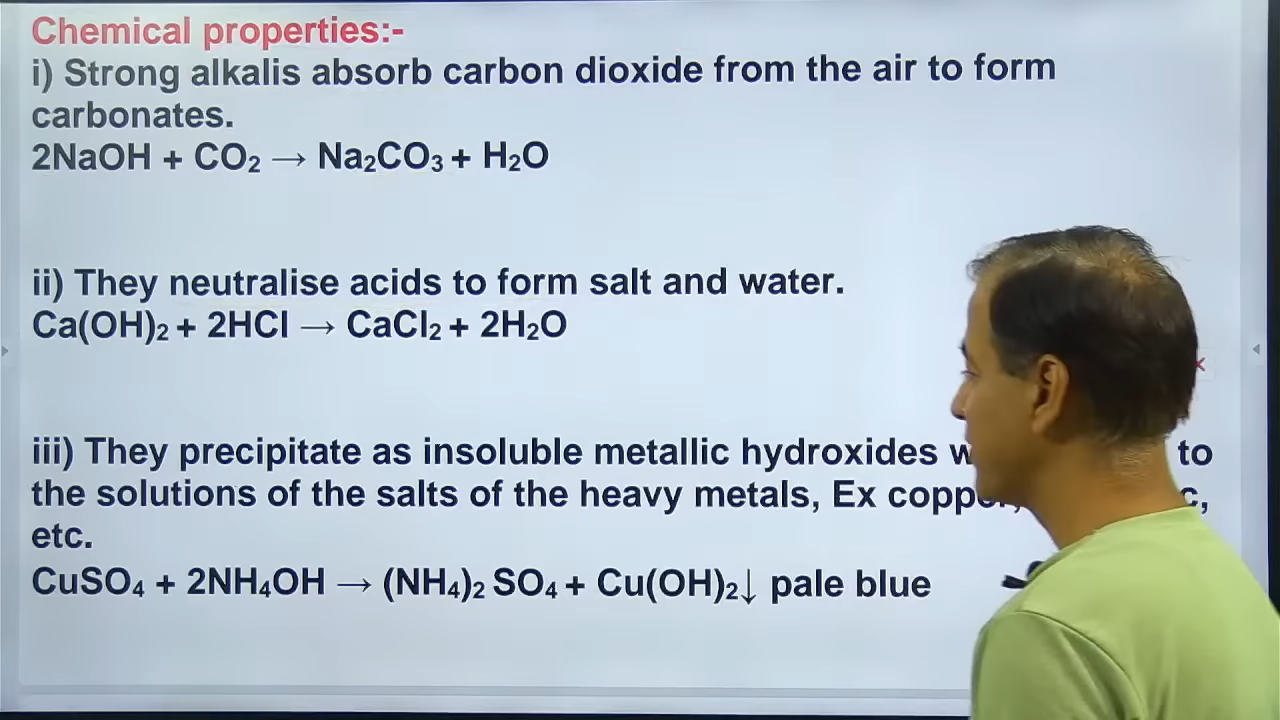 Chemical properties:-
i) Strong alkalis absorb carbon dioxide from the air to form
carbonates.
2NaOH + CO₂ → Na₂CO₃ + H₂O
ii) They neutralise acids to form salt and water.
Ca(OH)₂ + 2HCl → CaCl₂ + 2H₂O
iii) They precipitate as insoluble metallic hydroxides to
the solutions of the salts of the heavy metals, Ex
etc.
CuSO₄ + 2NH₄OH → (NH₄)₂ SO₄ + Cu(OH)₂↓ pale blue